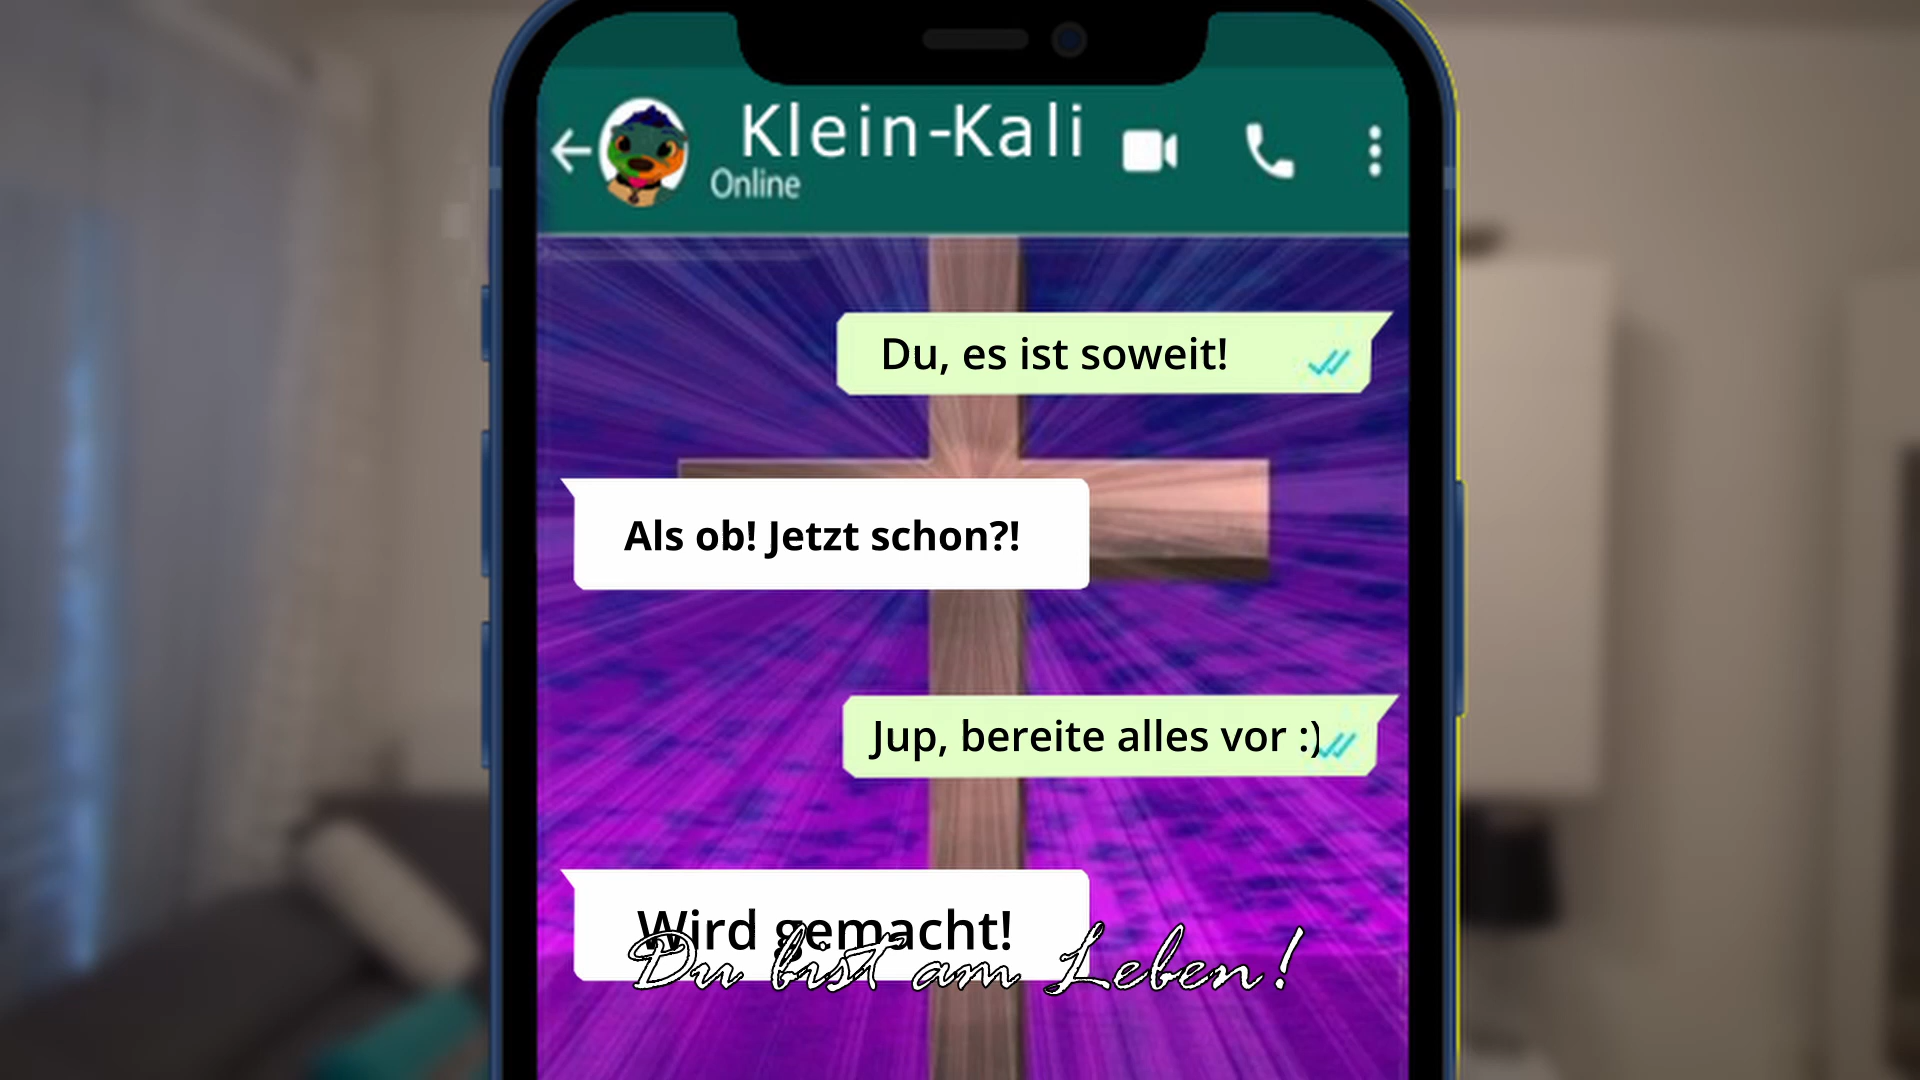 Klein-Kali
Online
Du, es ist soweit!
Als ob! Jetzt schon?!
Jup, bereite alles vor :)
Wird gemacht!
Du bist am Leben!